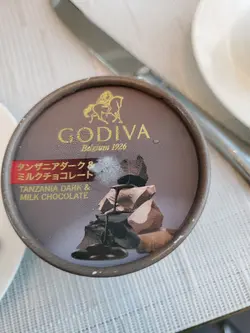 GODIVA
Belgium 1926
タンザニアダーク &
ミルクチョコレート
TANZANIA DARK &
MILK CHOCOLATE